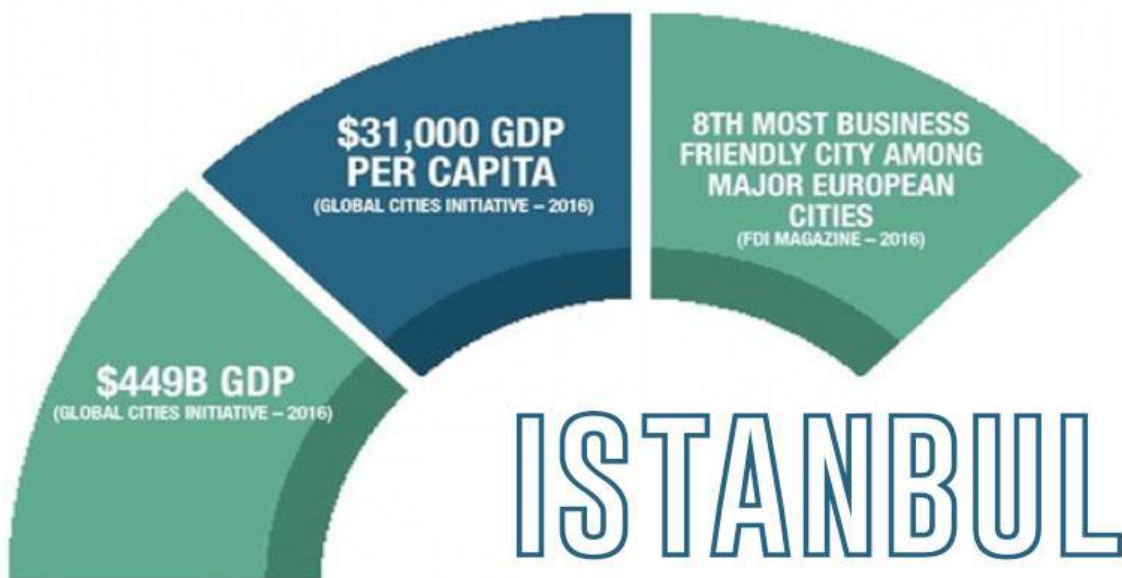 $449B GDP
(GLOBAL CITIES INITIATIVE – 2016)
$31,000 GDP
PER CAPITA
(GLOBAL CITIES INITIATIVE – 2016)
8TH MOST BUSINESS
FRIENDLY CITY AMONG
MAJOR EUROPEAN
CITIES
(FDI MAGAZINE – 2016)
ISTANBUL